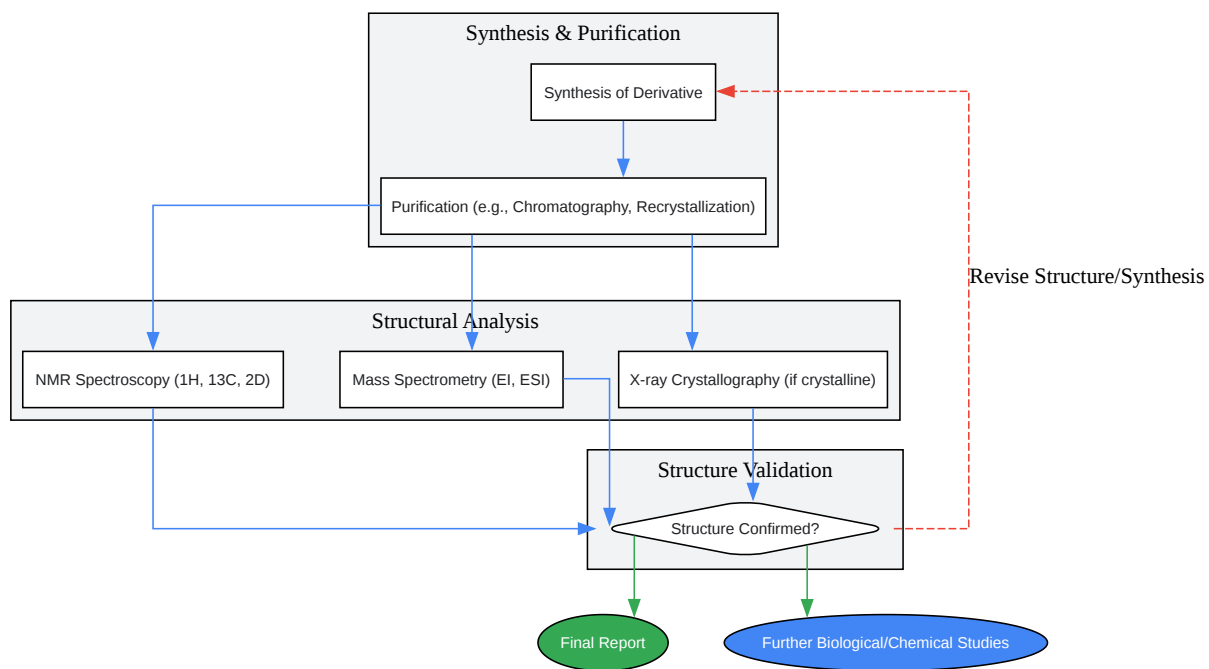 Synthesis & Purification
Synthesis of Derivative
Purification (e.g., Chromatography, Recrystallization)
Revise Structure/Synthesis
Structural Analysis
NMR Spectroscopy (1H, 13C, 2D)
Mass Spectrometry (EI, ESI)
X-ray Crystallography (if crystalline)
Structure Validation
Structure Confirmed?
Final Report
Further Biological/Chemical Studies